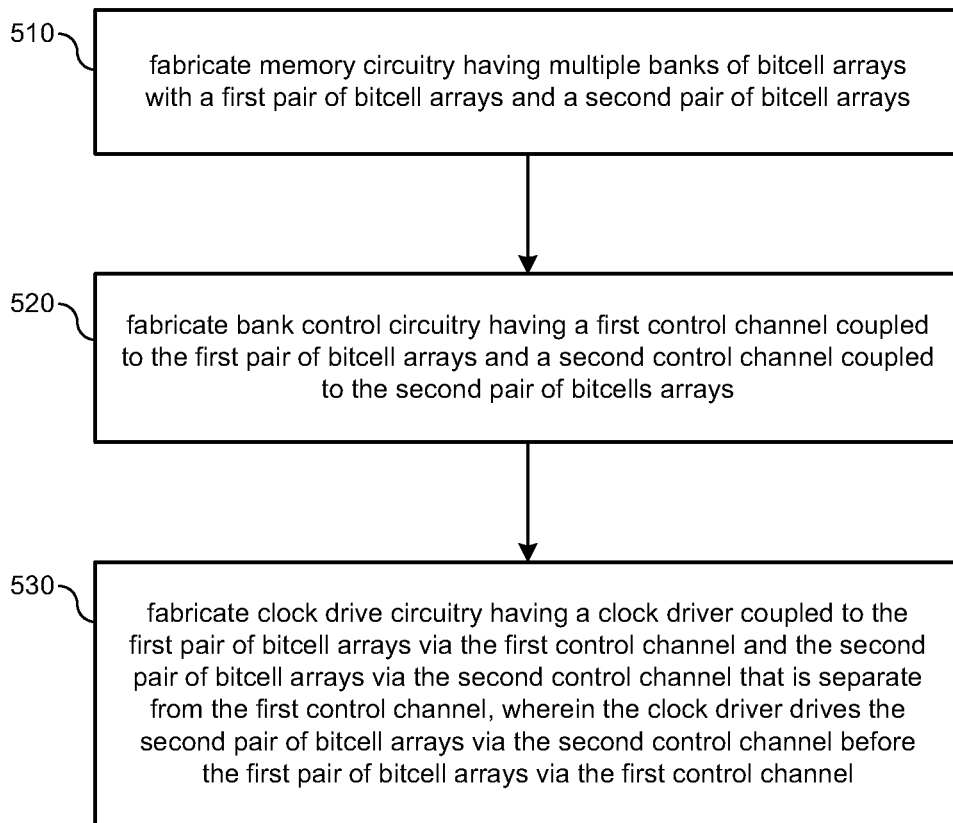 510
fabricate memory circuitry having multiple banks of bitcell arrays
with a first pair of bitcell arrays and a second pair of bitcell arrays
520
fabricate bank control circuitry having a first control channel coupled
to the first pair of bitcell arrays and a second control channel coupled
to the second pair of bitcells arrays
530
fabricate clock drive circuitry having a clock driver coupled to the
first pair of bitcell arrays via the first control channel and the second
pair of bitcell arrays via the second control channel that is separate
from the first control channel, wherein the clock driver drives the
second pair of bitcell arrays via the second control channel before
the first pair of bitcell arrays via the first control channel